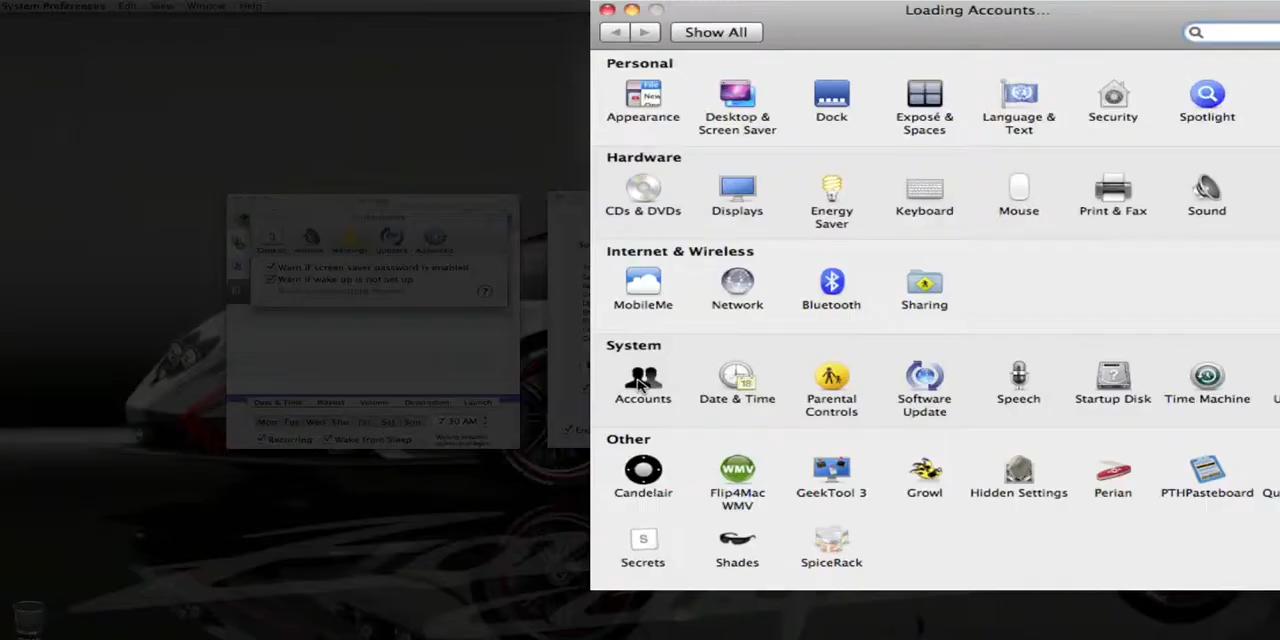 System Preferences Edit View Window Help
Loading Accounts...
Show All
Personal
Appearance
Desktop & Screen Saver
Dock
Exposé & Spaces
Language & Text
Security
Spotlight
Hardware
CDs & DVDs
Displays
Energy Saver
Keyboard
Mouse
Print & Fax
Sound
Internet & Wireless
MobileMe
Network
Bluetooth
Sharing
System
Accounts
Date & Time
Parental Controls
Software Update
Speech
Startup Disk
Time Machine
Other
Candelair
Flip4Mac WMV
GeekTool 3
Growl
Hidden Settings
Perian
PTHPasteboard
Secrets
Shades
SpiceRack
Warn if screen saver password is enabled
Warn if wake up is not set up
Date & Time Playlist Volume Description Launch
Mon Tues Wed Thu Fri Sat Sun 7:30 AM
Recurring Wake from Sleep